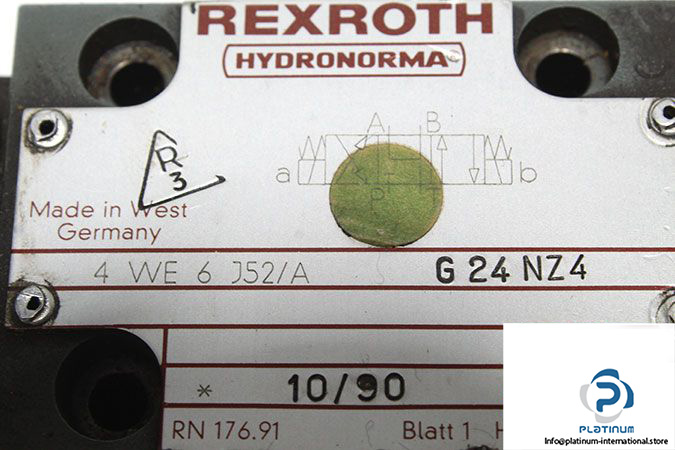 REXROTH
HYDRONORMA
A B
a b
P
R
3
Made in West
Germany
4 WE 6 J52/A G 24 NZ4
* 10/90
RN 176.91 Blatt 1
PLATINUM
Info@platinum-international.store